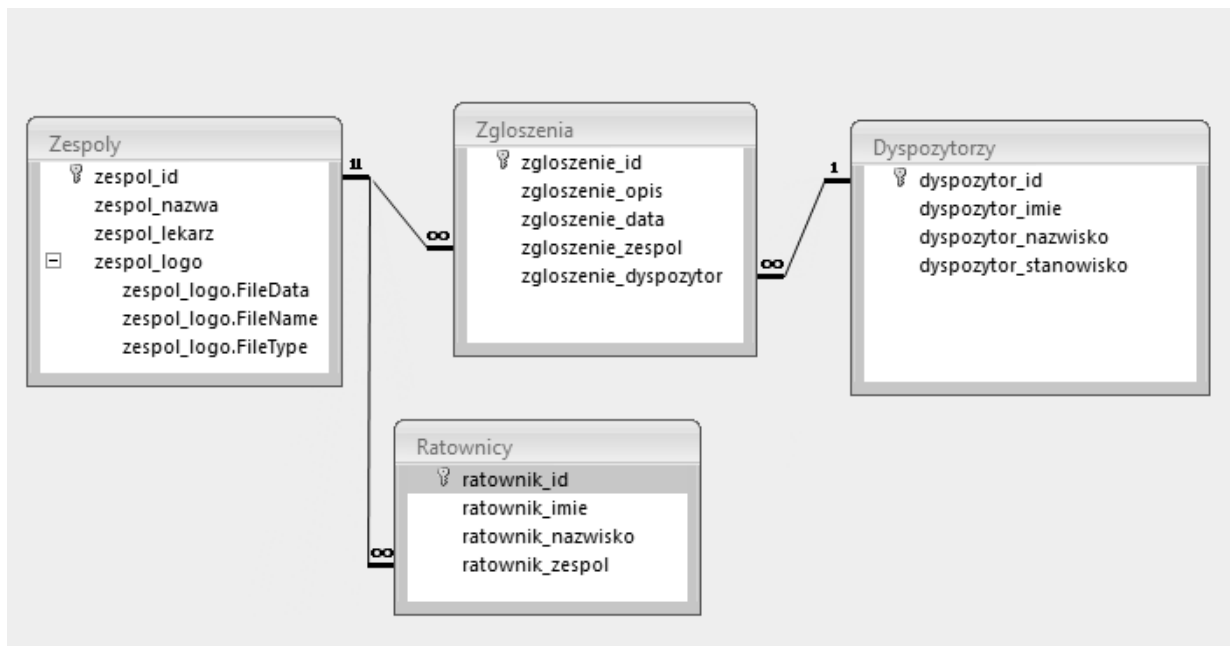 Zespoly
zespol_id
zespol_nazwa
zespol_lekarz
zespol_logo
zespol_logo.FileData
zespol_logo.FileName
zespol_logo.FileType
11
∞
Zgloszenia
zgloszenie_id
zgloszenie_opis
zgloszenie_data
zgloszenie_zespol
zgloszenie_dyspozytor
∞
1
Dyspozytorzy
dyspozytor_id
dyspozytor_imie
dyspozytor_nazwisko
dyspozytor_stanowisko
Ratownicy
ratownik_id
ratownik_imie
ratownik_nazwisko
ratownik_zespol
∞